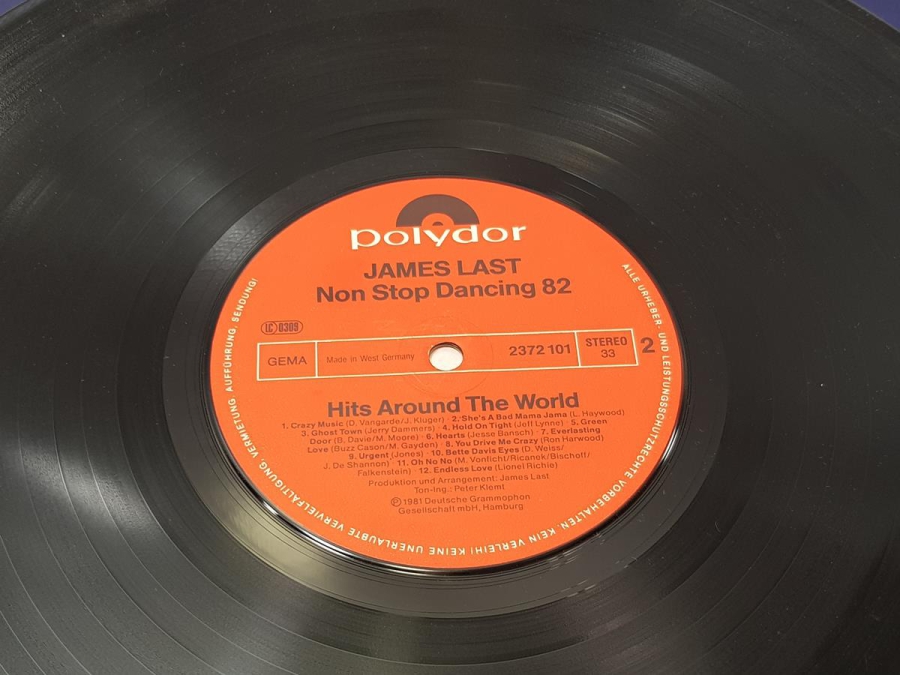 polydor
JAMES LAST
Non Stop Dancing 82
LC 0309
GEMA
Made in West Germany
2372 101
STEREO
33
2
Hits Around The World
1. Crazy Music (D. Vangarde/J. Kluger) · 2. She's A Bad Mama Jama (L. Haywood)
3. Ghost Town (Jerry Dammers) · 4. Hold On Tight (Jeff Lynne) · 5. Green
Door (B. Davie/M. Moore) · 6. Hearts (Jesse Barisch) · 7. Everlasting
Love (Buzz Cason/M. Gayden) · 8. You Drive Me Crazy (Ron Harwood)
9. Urgent (Jones) · 10. Bette Davis Eyes (D. Weiss/
J. De Shannon) · 11. Oh No No (M. Vonficht/Ricanek/Bischoff/
Falkenstein) · 12. Endless Love (Lionel Richie)
Produktion und Arrangement: James Last
Ton-Ing.: Peter Klemt
Ⓟ 1981 Deutsche Grammophon
Gesellschaft mbH, Hamburg
ALLE URHEBER- UND LEISTUNGSSCHUTZRECHTE VORBEHALTEN. KEIN VERLEIH! KEINE UNERLAUBTE VERVIELFÄLTIGUNG, VERMIETUNG, AUFFÜHRUNG, SENDUNG!